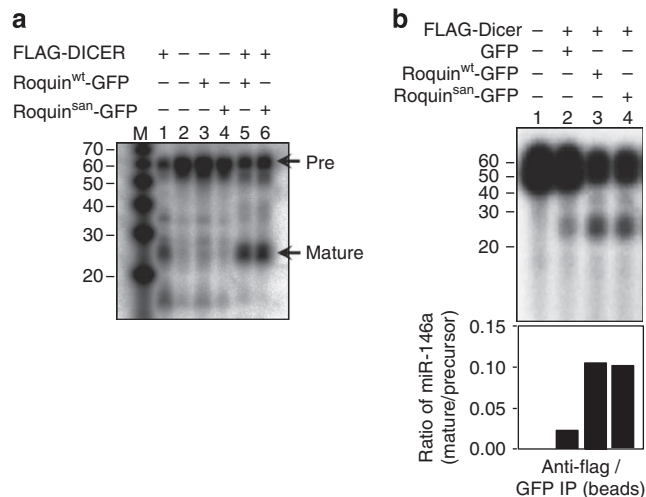 a
FLAG-DICER + – – – + +
Roquinwt-GFP – – + – + –
Roquinsan-GFP – – – + – +
M 1 2 3 4 5 6
70
60
50
40
30
20
Pre
Mature
b
FLAG-Dicer – + + +
GFP – + – –
Roquinwt-GFP – – + –
Roquinsan-GFP – – – +
1 2 3 4
60
50
40
30
20
Ratio of miR-146a
(mature/precursor)
0.15
0.10
0.05
0.00
Anti-flag /
GFP IP (beads)